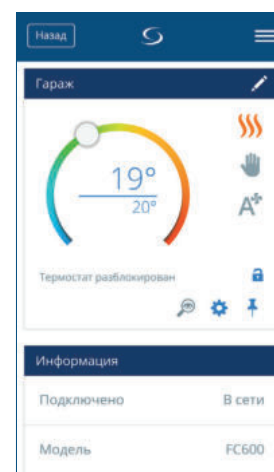 Назад
Гараж
19°
20°
A+
Термостат разблокирован
Информация
Подключено В сети
Модель FC600